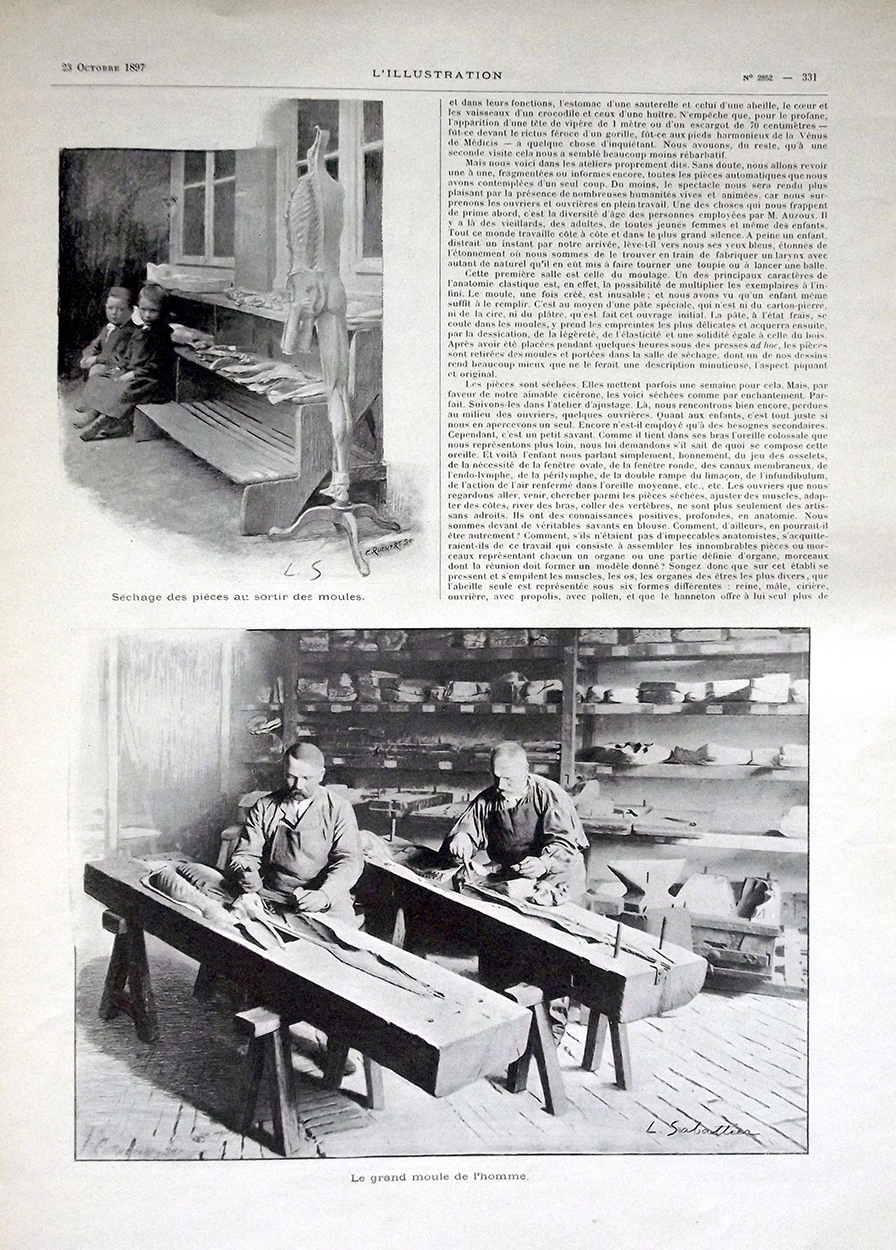 23 Octobre 1897
L'ILLUSTRATION
N° 2852 — 331
et dans leurs fonctions, l'estomac d'une sauterelle et celui d'une abeille, le cœur et
les vaisseaux d'un crocodile et ceux d'une huître. N'empêche que, pour le profane,
l'apparition d'une tête de vipère de 1 mètre ou d'un escargot de 70 centimètres —
fût-ce devant le rictus féroce d'un gorille, fût-ce aux pieds harmonieux de la Vénus
de Médicis — a quelque chose d'inquiétant. Nous avouons, du reste, qu'à une
seconde visite cela nous a semblé beaucoup moins rébarbatif.
Mais nous voici dans les ateliers proprement dits. Sans doute, nous allons revoir
une à une, fragmentées ou informes encore, toutes les pièces automatiques que nous
avons contemplées d'un seul coup. Du moins, le spectacle nous sera rendu plus
plaisant par la présence de nombreuses humanités vives et animées, car nous sur-
prenons les ouvriers et ouvrières en plein travail. Une des choses qui nous frappent
de prime abord, c'est la diversité d'âge des personnes employées par M. Auzoux. Il
y a là des vieillards, des adultes, de toutes jeunes femmes et même des enfants.
Tout ce monde travaille côte à côte et dans le plus grand silence. A peine un enfant,
distrait un instant par notre arrivée, lève-t-il vers nous ses yeux bleus, étonnés de
l'étonnement où nous sommes de le trouver en train de fabriquer un larynx avec
autant de naturel qu'il en eût mis à faire tourner une toupie ou à lancer une balle.
Cette première salle est celle du moulage. Un des principaux caractères de
l'anatomie clastique est, en effet, la possibilité de multiplier les exemplaires à l'in-
fini. Le moule, une fois créé, est inusable ; et nous avons vu qu'un enfant même
suffit à le remplir. C'est au moyen d'une pâte spéciale, qui n'est ni du carton-pierre,
ni de la cire, ni du plâtre, qu'est fait cet ouvrage initial. La pâte, à l'état frais, se
coule dans les moules, y prend les empreintes les plus délicates et acquerra ensuite,
par la dessication, de la légèreté, de l'élasticité et une solidité égale à celle du bois.
Après avoir été placées pendant quelques heures sous des presses ad hoc, les pièces
sont retirées des moules et portées dans la salle de séchage, dont un de nos dessins
rend beaucoup mieux que ne le ferait une description minutieuse, l'aspect piquant
et original.
Les pièces sont séchées. Elles mettent parfois une semaine pour cela. Mais, par
faveur de notre aimable cicérone, les voici séchées comme par enchantement. Par-
fait. Suivons-les dans l'atelier d'ajustage. Là, nous rencontrons bien encore, perdues
au milieu des ouvriers, quelques ouvrières. Quant aux enfants, c'est tout juste si
nous en apercevons un seul. Encore n'est-il employé qu'à des besognes secondaires.
Cependant, c'est un petit savant. Comme il tient dans ses bras l'oreille colossale que
nous représentons plus loin, nous lui demandons s'il sait de quoi se compose cette
oreille. Et voilà l'enfant nous parlant simplement, bonnement, du jeu des osselets,
de la nécessité de la fenêtre ovale, de la fenêtre ronde, des canaux membraneux, de
l'endo-lymphe, de la périlymphe, de la double rampe du limaçon, de l'infundibulum,
de l'action de l'air renfermé dans l'oreille moyenne, etc., etc. Les ouvriers que nous
regardons aller, venir, chercher parmi les pièces séchées, ajuster des muscles, adap-
ter des côtes, river des bras, coller des vertèbres, ne sont plus seulement des artis-
sans adroits. Ils ont des connaissances positives, profondes, en anatomie. Nous
sommes devant de véritables savants en blouse. Comment, d'ailleurs, en pourrait-il
être autrement ? Comment, s'ils n'étaient pas d'impeccables anatomistes, s'acquitte-
raient-ils de ce travail qui consiste à assembler les innombrables pièces ou mor-
ceaux représentant chacun un organe ou une partie définie d'organe, morceaux
dont la réunion doit former un modèle donné ? Songez donc que sur cet établi se
pressent et s'empilent les muscles, les os, les organes des êtres les plus divers, que
l'abeille seule est représentée sous six formes différentes : reine, mâle, cirière,
ouvrière, avec propolis, avec pollen, et que le hanneton offre à lui seul plus de
L. S
Séchage des pièces au sortir des moules.
L. Sabattier
Le grand moule de l'homme.